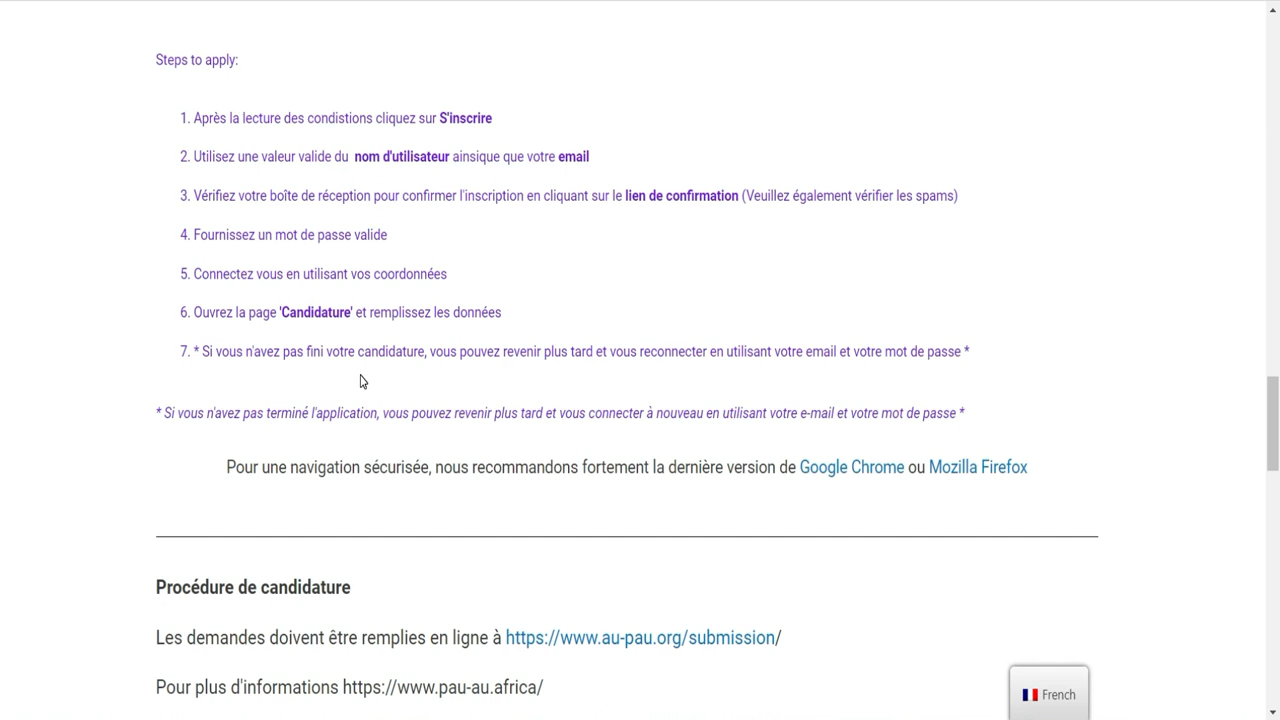 Steps to apply:
1. Après la lecture des condistions cliquez sur S'inscrire
2. Utilisez une valeur valide du nom d'utilisateur ainsique que votre email
3. Vérifiez votre boîte de réception pour confirmer l'inscription en cliquant sur le lien de confirmation (Veuillez également vérifier les spams)
4. Fournissez un mot de passe valide
5. Connectez vous en utilisant vos coordonnées
6. Ouvrez la page 'Candidature' et remplissez les données
7. * Si vous n'avez pas fini votre candidature, vous pouvez revenir plus tard et vous reconnecter en utilisant votre email et votre mot de passe *
* Si vous n'avez pas terminé l'application, vous pouvez revenir plus tard et vous connecter à nouveau en utilisant votre e-mail et votre mot de passe *
Pour une navigation sécurisée, nous recommandons fortement la dernière version de Google Chrome ou Mozilla Firefox
Procédure de candidature
Les demandes doivent être remplies en ligne à https://www.au-pau.org/submission/
Pour plus d'informations https://www.pau-au.africa/
French